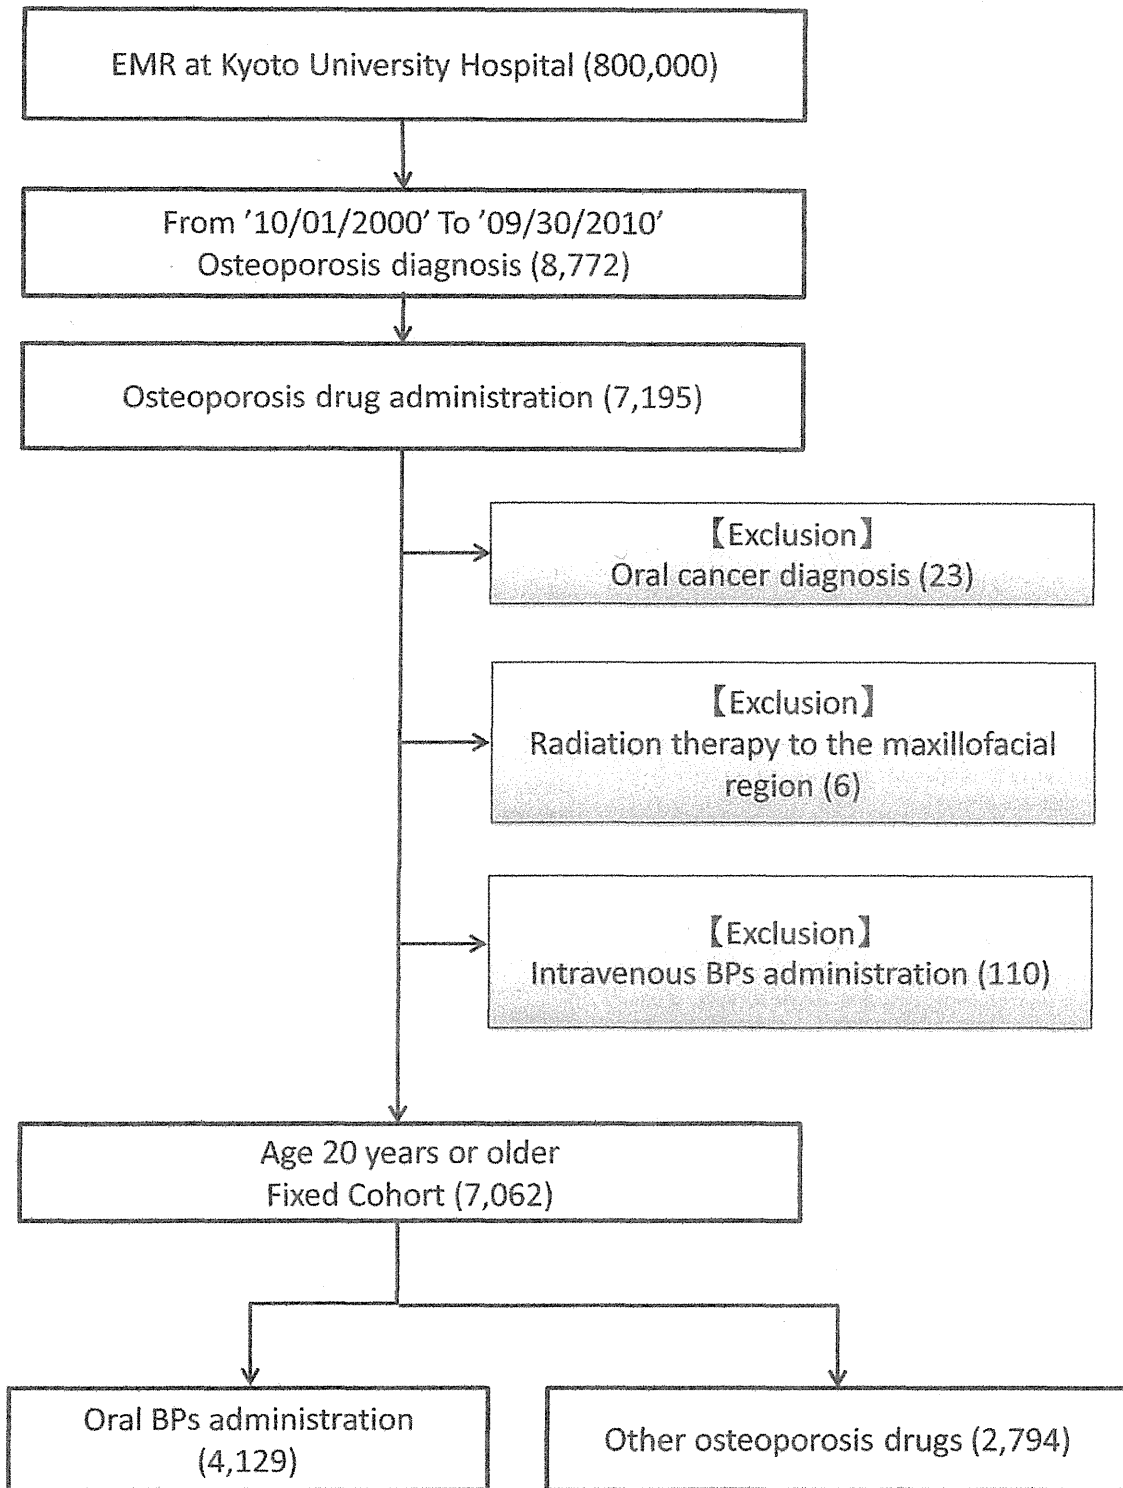 EMR at Kyoto University Hospital (800,000)
From '10/01/2000' To '09/30/2010'
Osteoporosis diagnosis (8,772)
Osteoporosis drug administration (7,195)
【Exclusion】
Oral cancer diagnosis (23)
【Exclusion】
Radiation therapy to the maxillofacial
region (6)
【Exclusion】
Intravenous BPs administration (110)
Age 20 years or older
Fixed Cohort (7,062)
Oral BPs administration
(4,129)
Other osteoporosis drugs (2,794)